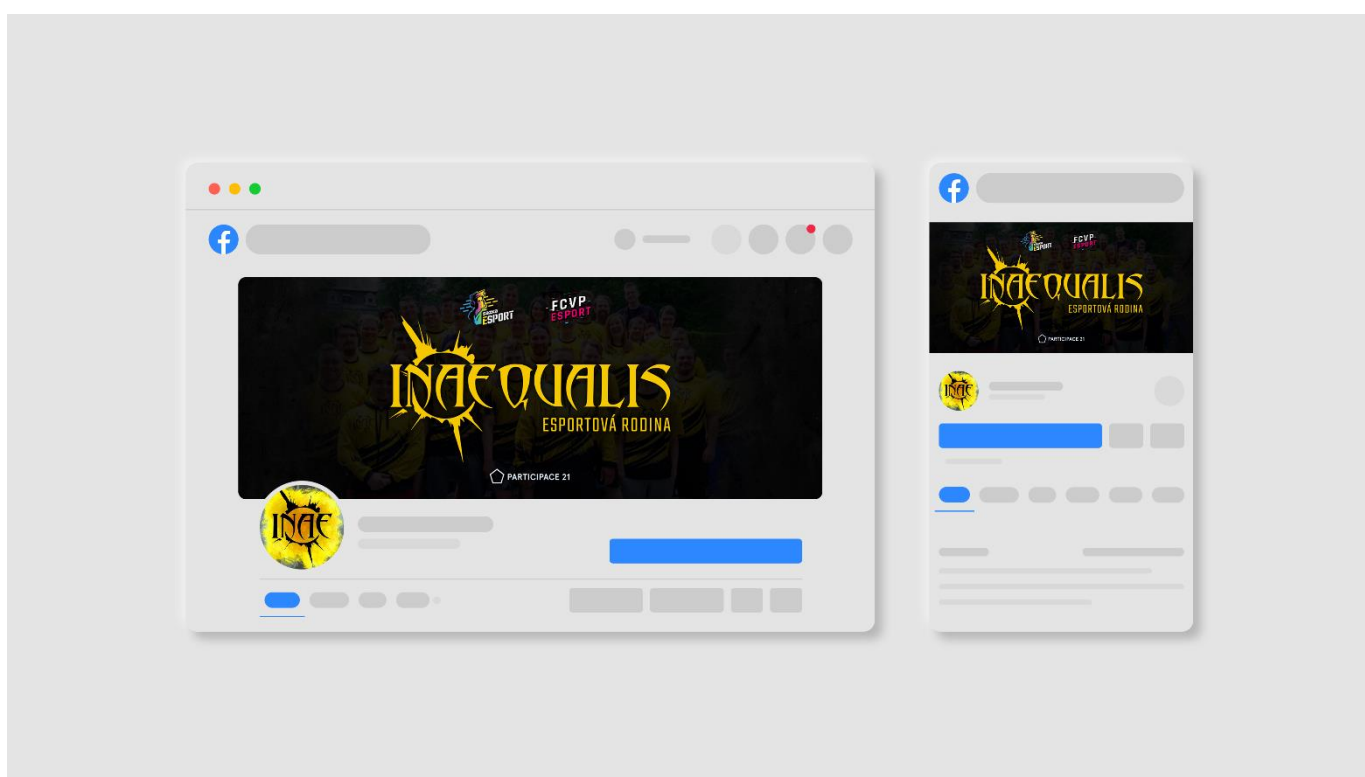 ESPORT
FCVP
ESPORT
INAEQUALIS
ESPORTOVÁ RODINA
PARTICIPACE 21
INAE
ESPORT
FCVP
ESPORT
INAEQUALIS
ESPORTOVÁ RODINA
PARTICIPACE 21
INAE